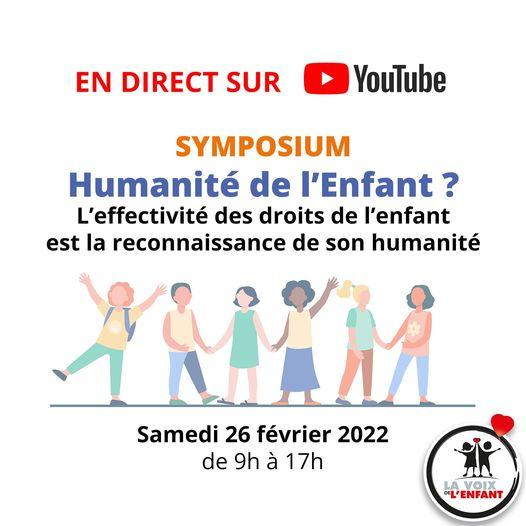 EN DIRECT SUR YouTube
SYMPOSIUM
Humanité de l'Enfant ?
L'effectivité des droits de l'enfant
est la reconnaissance de son humanité
Samedi 26 février 2022
de 9h à 17h
LA VOIX
DE L'ENFANT